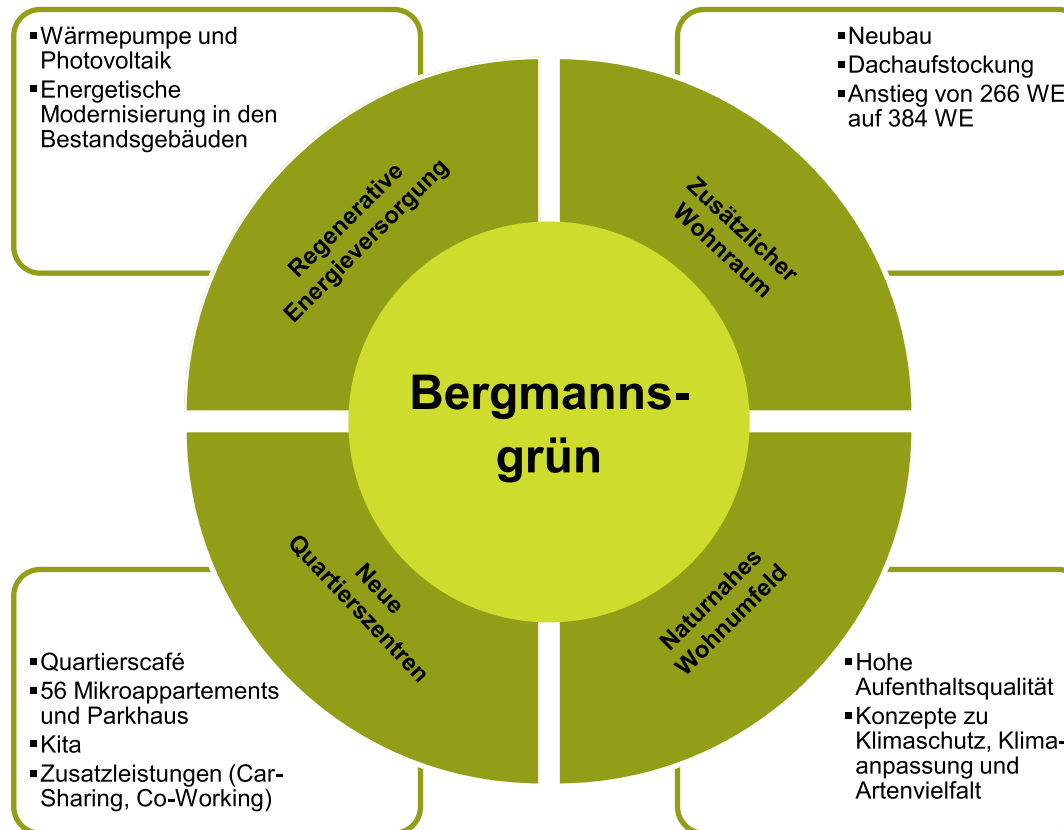 ▪Wärmepumpe und
Photovoltaik
▪Energetische
Modernisierung in den
Bestandsgebäuden
▪Neubau
▪Dachaufstockung
▪Anstieg von 266 WE
auf 384 WE
Regenerative
Energieversorgung
Zusätzlicher
Wohnraum
Bergmanns-
grün
Neue
Quartierszentren
Naturnahes
Wohnumfeld
▪Quartierscafé
▪56 Mikroappartements
und Parkhaus
▪Kita
▪Zusatzleistungen (Car-
Sharing, Co-Working)
▪Hohe
Aufenthaltsqualität
▪Konzepte zu
Klimaschutz, Klima-
anpassung und
Artenvielfalt